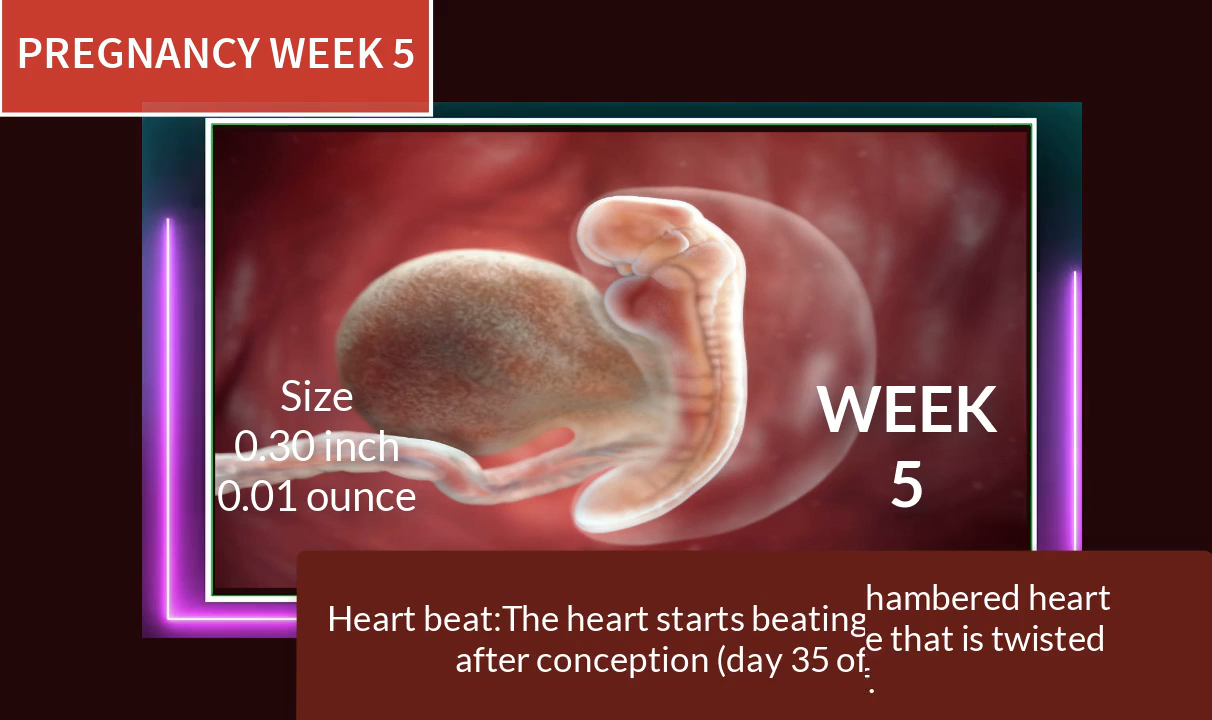 PREGNANCY WEEK 5
Size
0.30 inch
0.01 ounce
WEEK
5
Heart beat:The heart starts beating
after conception (day 35 of
hambered heart
e that is twisted